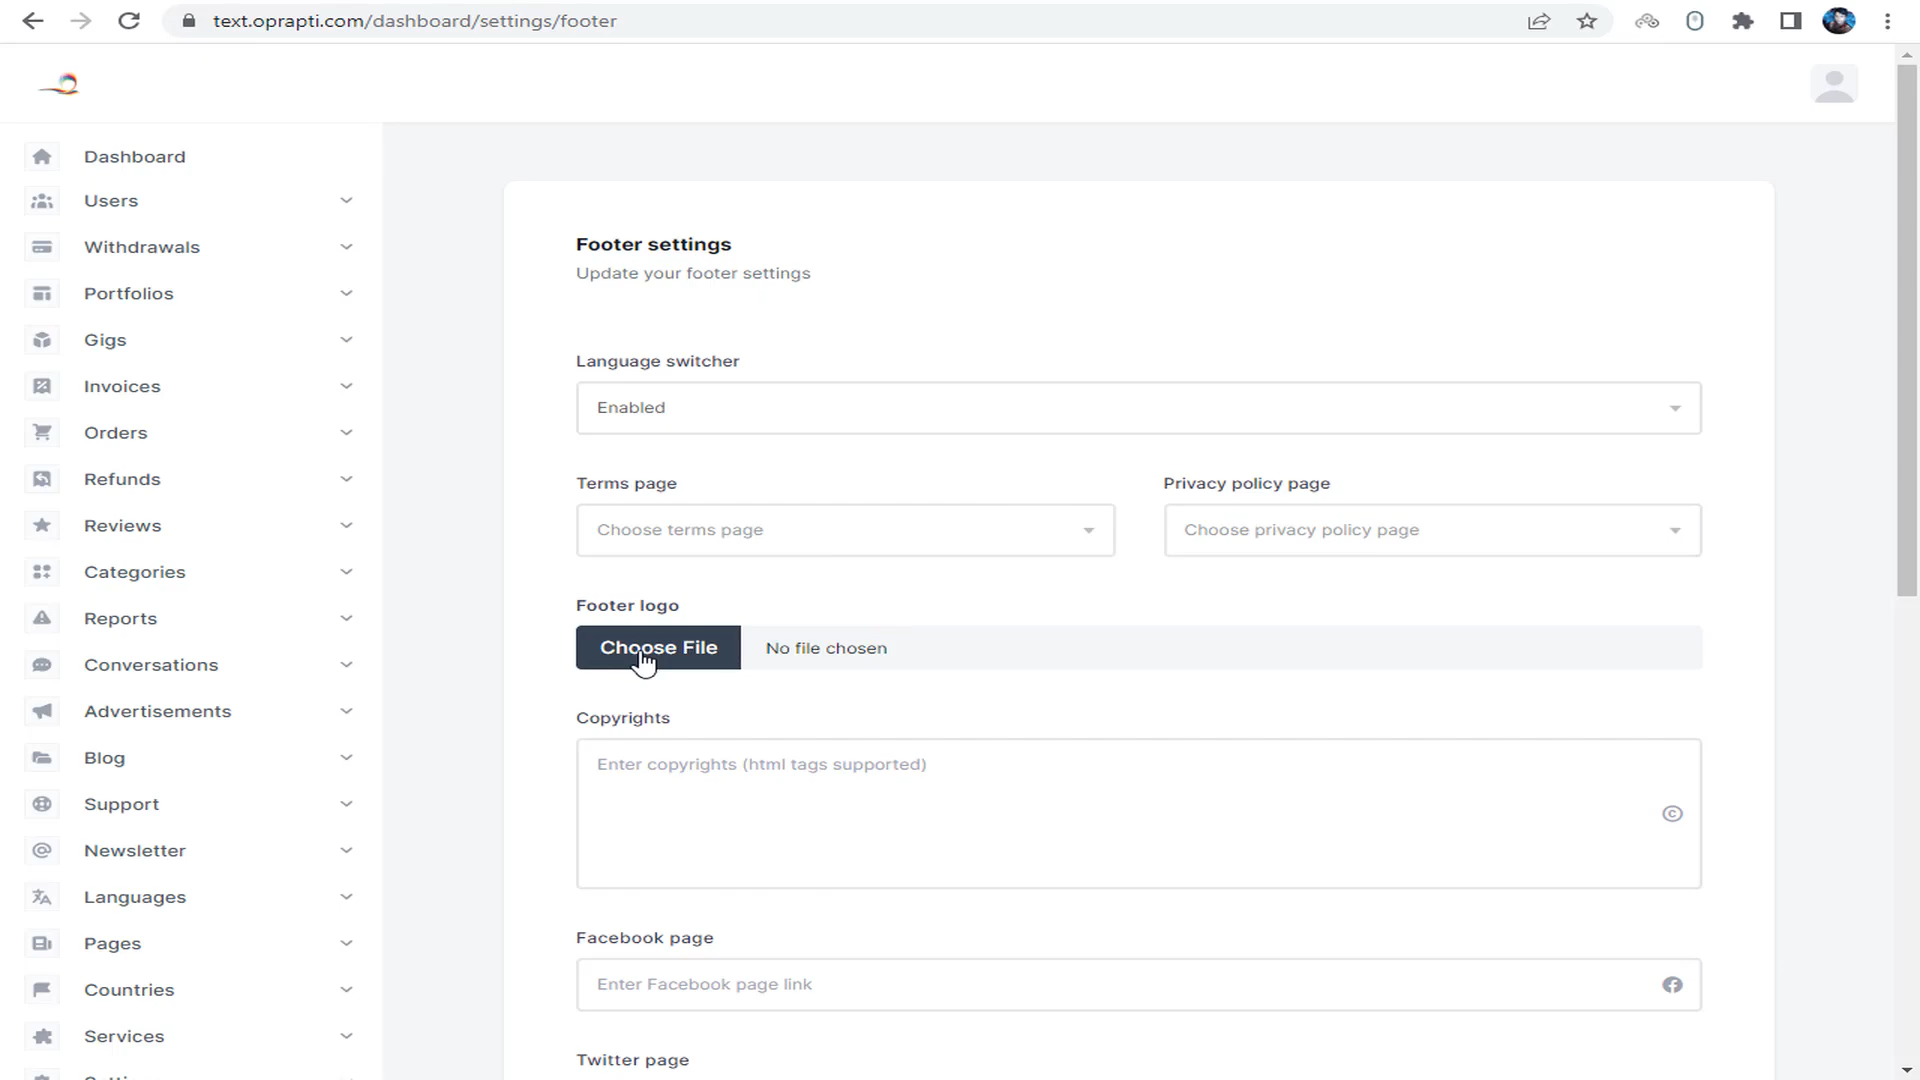 text.oprapti.com/dashboard/settings/footer
Dashboard
Users
Withdrawals
Portfolios
Gigs
Invoices
Orders
Refunds
Reviews
Categories
Reports
Conversations
Advertisements
Blog
Support
Newsletter
Languages
Pages
Countries
Services
Footer settings
Update your footer settings
Language switcher
Enabled
Terms page
Privacy policy page
Choose terms page
Choose privacy policy page
Footer logo
Choose File
No file chosen
Copyrights
Enter copyrights (html tags supported)
Facebook page
Enter Facebook page link
Twitter page